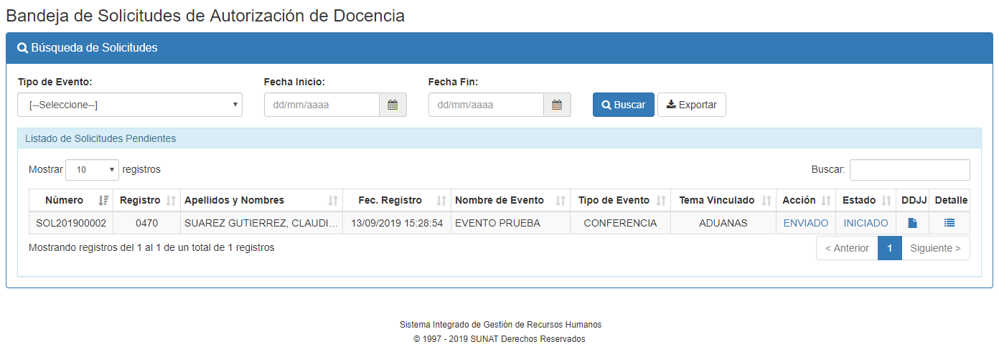 Bandeja de Solicitudes de Autorización de Docencia
Búsqueda de Solicitudes
Tipo de Evento: Fecha Inicio: Fecha Fin:
[--Seleccione--] dd/mm/aaaa dd/mm/aaaa Buscar Exportar
Listado de Solicitudes Pendientes
Mostrar 10 registros Buscar:
Número Registro Apellidos y Nombres Fec. Registro Nombre de Evento Tipo de Evento Tema Vinculado Acción Estado DDJJ Detalle
SOL201900002 0470 SUAREZ GUTIERREZ, CLAUDI... 13/09/2019 15:28:54 EVENTO PRUEBA CONFERENCIA ADUANAS ENVIADO INICIADO
Mostrando registros del 1 al 1 de un total de 1 registros < Anterior 1 Siguiente >
Sistema Integrado de Gestión de Recursos Humanos
© 1997 - 2019 SUNAT Derechos Reservados